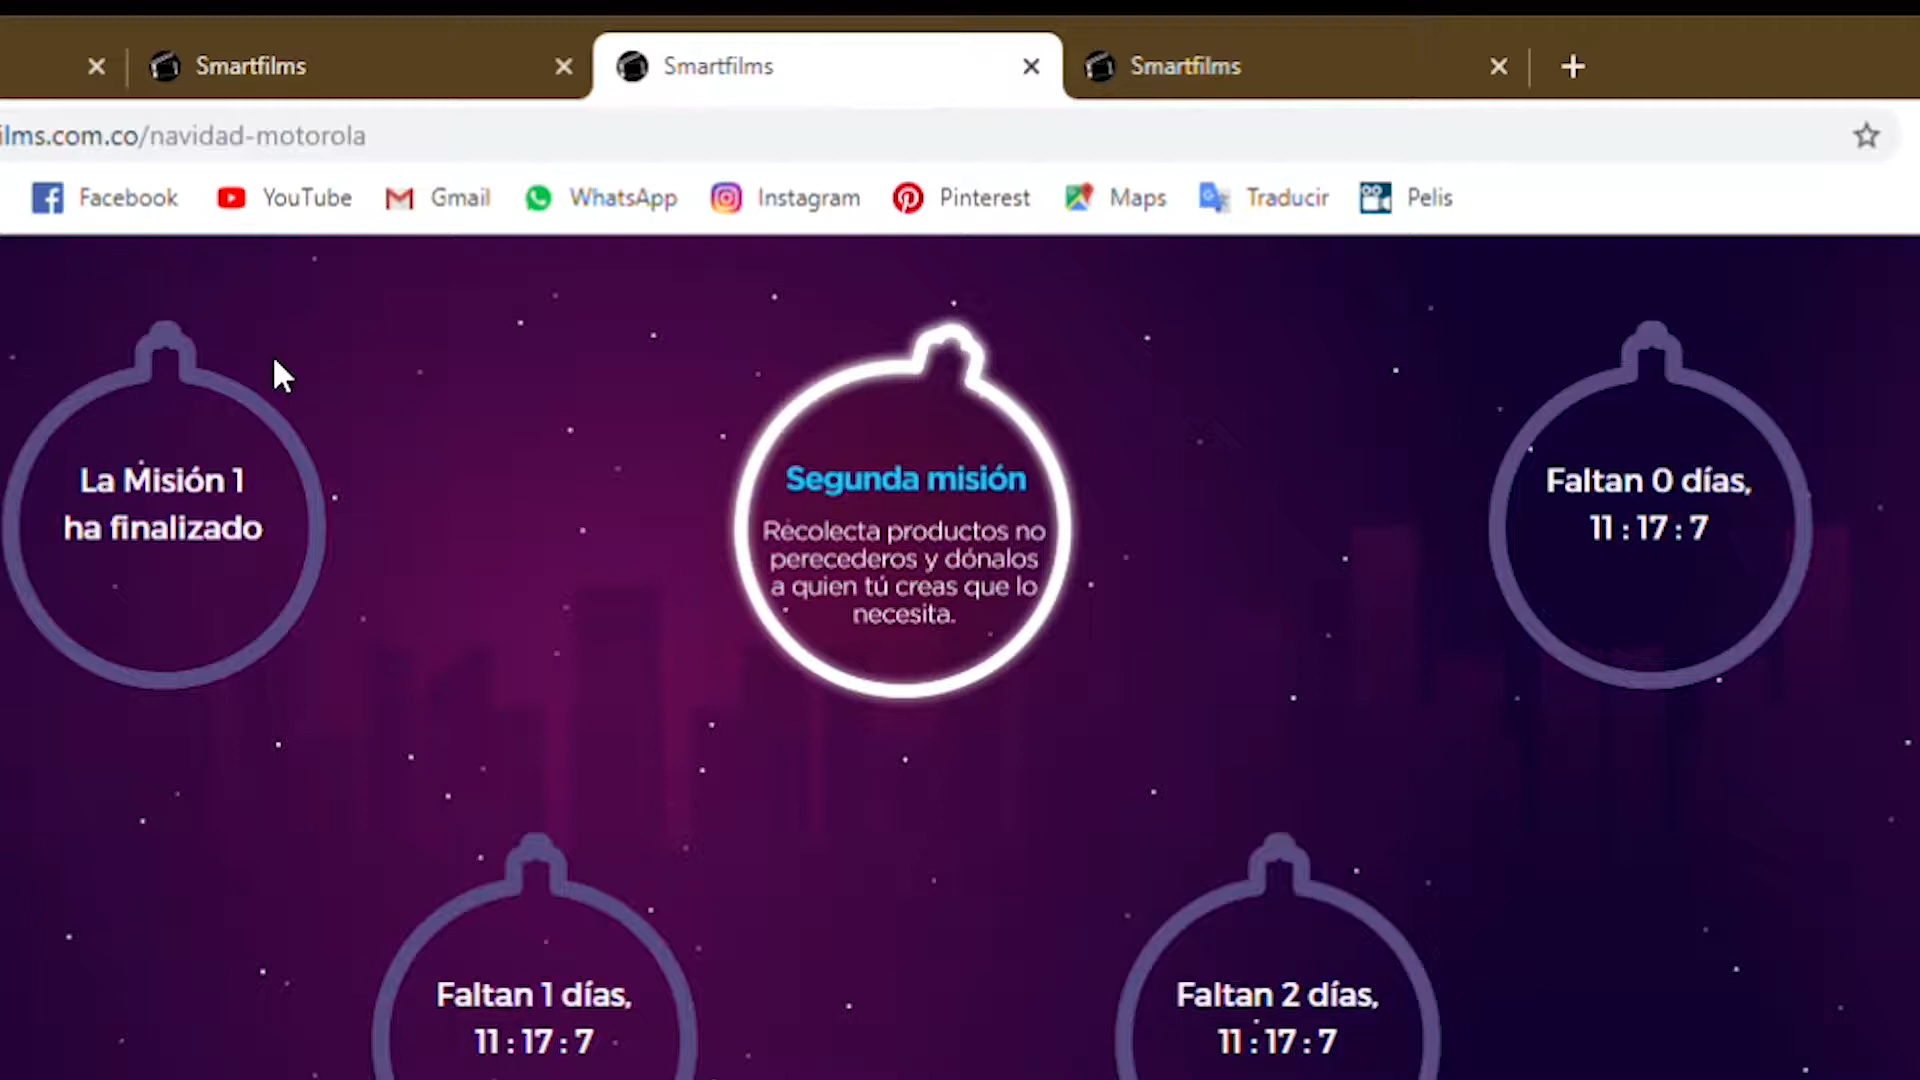 Smartfilms
Smartfilms
Smartfilms
ilms.com.co/navidad-motorola
Facebook
YouTube
Gmail
WhatsApp
Instagram
Pinterest
Maps
Traducir
Pelis
La Misión 1
ha finalizado
Segunda misión
Recolecta productos no
perecederos y dónalos
a quien tú creas que lo
necesita.
Faltan 0 días,
11 : 17 : 7
Faltan 1 días,
11 : 17 : 7
Faltan 2 días,
11 : 17 : 7